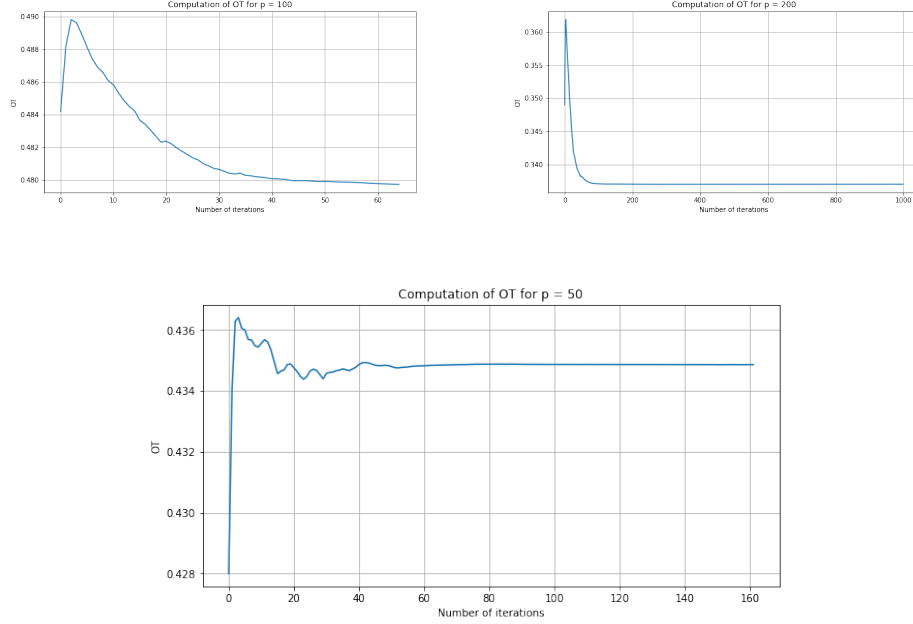 Computation of OT for p = 100
0.490
0.488
0.486
0.484
0.482
0.480
OT
0 10 20 30 40 50 60
Number of iterations
Computation of OT for p = 200
0.360
0.355
0.350
0.345
0.340
OT
0 200 400 600 800 1000
Number of iterations
Computation of OT for p = 50
0.436
0.434
0.432
0.430
0.428
OT
0 20 40 60 80 100 120 140 160
Number of iterations